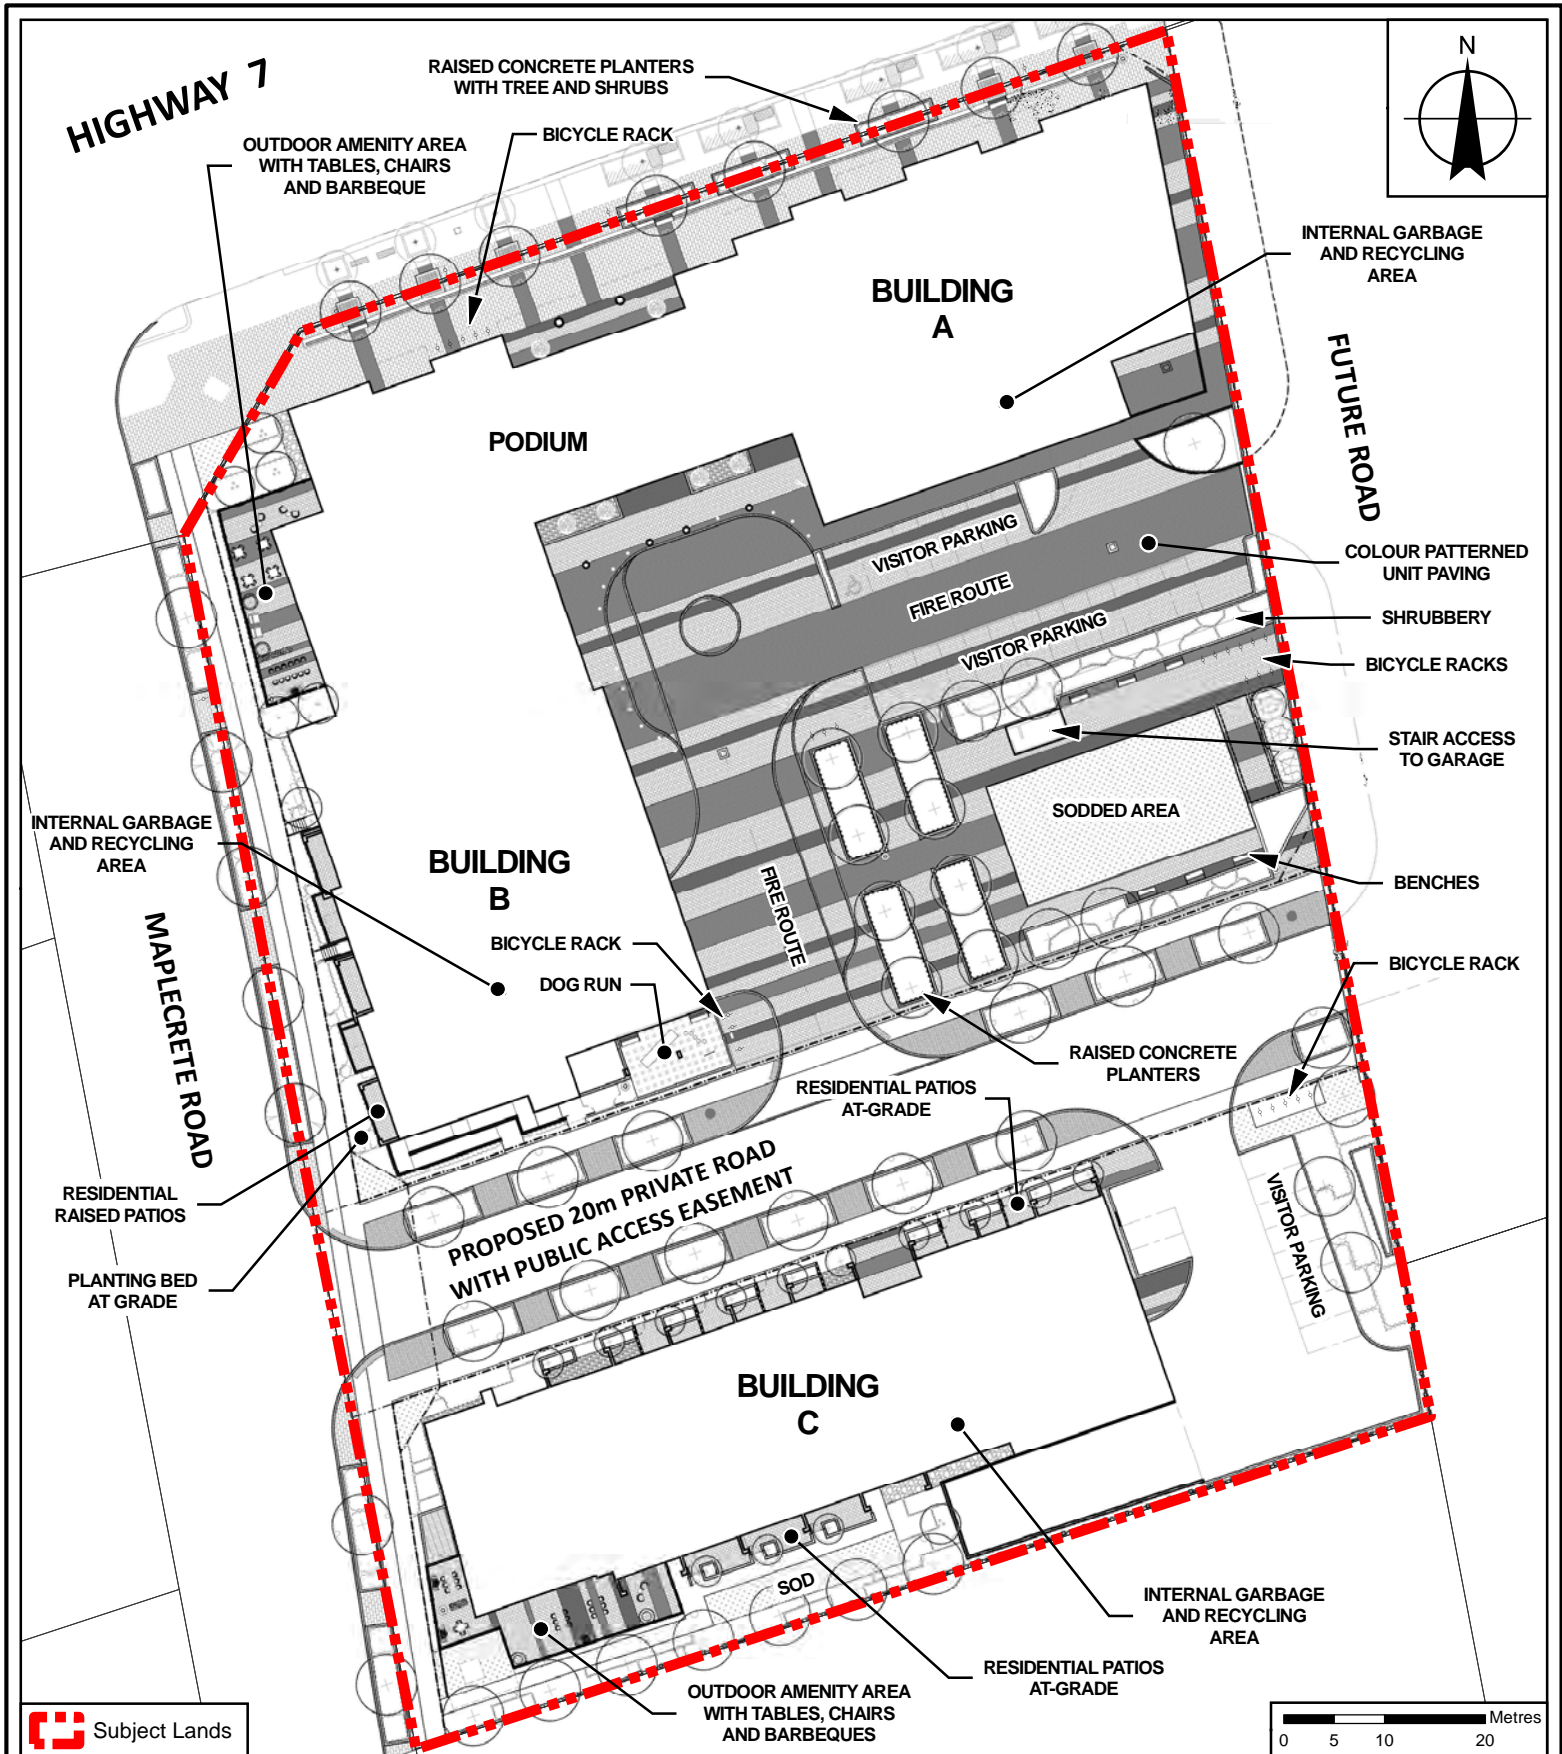 HIGHWAY 7
N
RAISED CONCRETE PLANTERS
WITH TREE AND SHRUBS
BICYCLE RACK
OUTDOOR AMENITY AREA
WITH TABLES, CHAIRS
AND BARBEQUE
INTERNAL GARBAGE
AND RECYCLING
AREA
BUILDING
A
FUTURE ROAD
PODIUM
VISITOR PARKING
FIRE ROUTE
VISITOR PARKING
COLOUR PATTERNED
UNIT PAVING
SHRUBBERY
BICYCLE RACKS
STAIR ACCESS
TO GARAGE
SODDED AREA
INTERNAL GARBAGE
AND RECYCLING
AREA
BUILDING
B
FIRE ROUTE
BENCHES
MAPLECRETE ROAD
BICYCLE RACK
DOG RUN
BICYCLE RACK
RAISED CONCRETE
PLANTERS
RESIDENTIAL PATIOS
AT-GRADE
RESIDENTIAL
RAISED PATIOS
PROPOSED 20m PRIVATE ROAD
WITH PUBLIC ACCESS EASEMENT
VISITOR PARKING
PLANTING BED
AT GRADE
BUILDING
C
SOD
INTERNAL GARBAGE
AND RECYCLING
AREA
RESIDENTIAL PATIOS
AT-GRADE
OUTDOOR AMENITY AREA
WITH TABLES, CHAIRS
AND BARBEQUES
Subject Lands
Metres
0 5 10 20